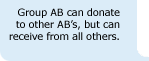 Group AB can donate
to other AB's, but can
receive from all others.